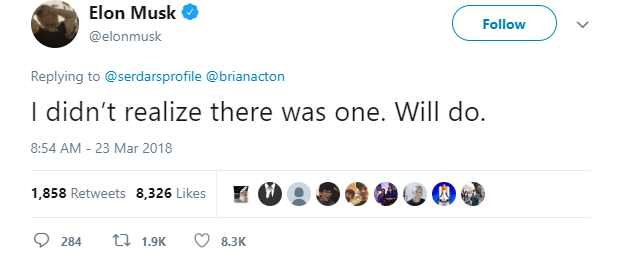 Elon Musk
@elonmusk
Follow
Replying to @serdarsprofile @brianacton
I didn't realize there was one. Will do.
8:54 AM - 23 Mar 2018
1,858 Retweets 8,326 Likes
284 1.9K 8.3K